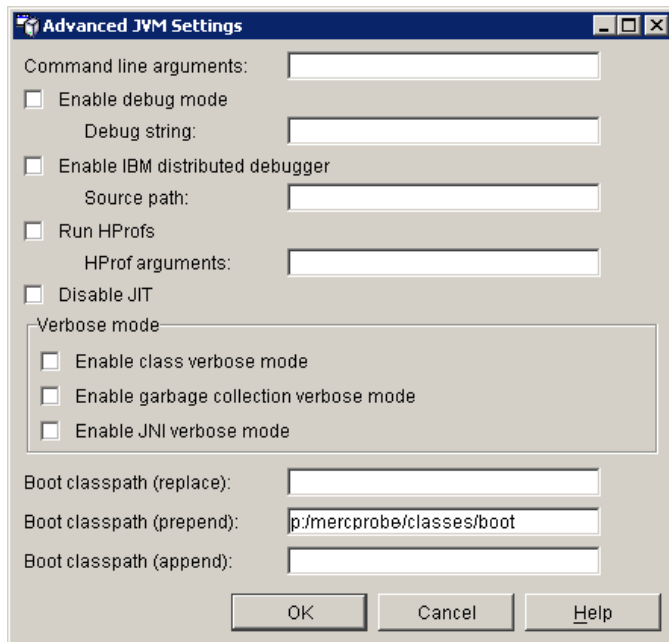 Advanced JVM Settings
Command line arguments:
Enable debug mode
Debug string:
Enable IBM distributed debugger
Source path:
Run HProfs
HProf arguments:
Disable JIT
Verbose mode
Enable class verbose mode
Enable garbage collection verbose mode
Enable JNI verbose mode
Boot classpath (replace):
Boot classpath (prepend): p:/mercprobe/classes/boot
Boot classpath (append):
OK Cancel Help